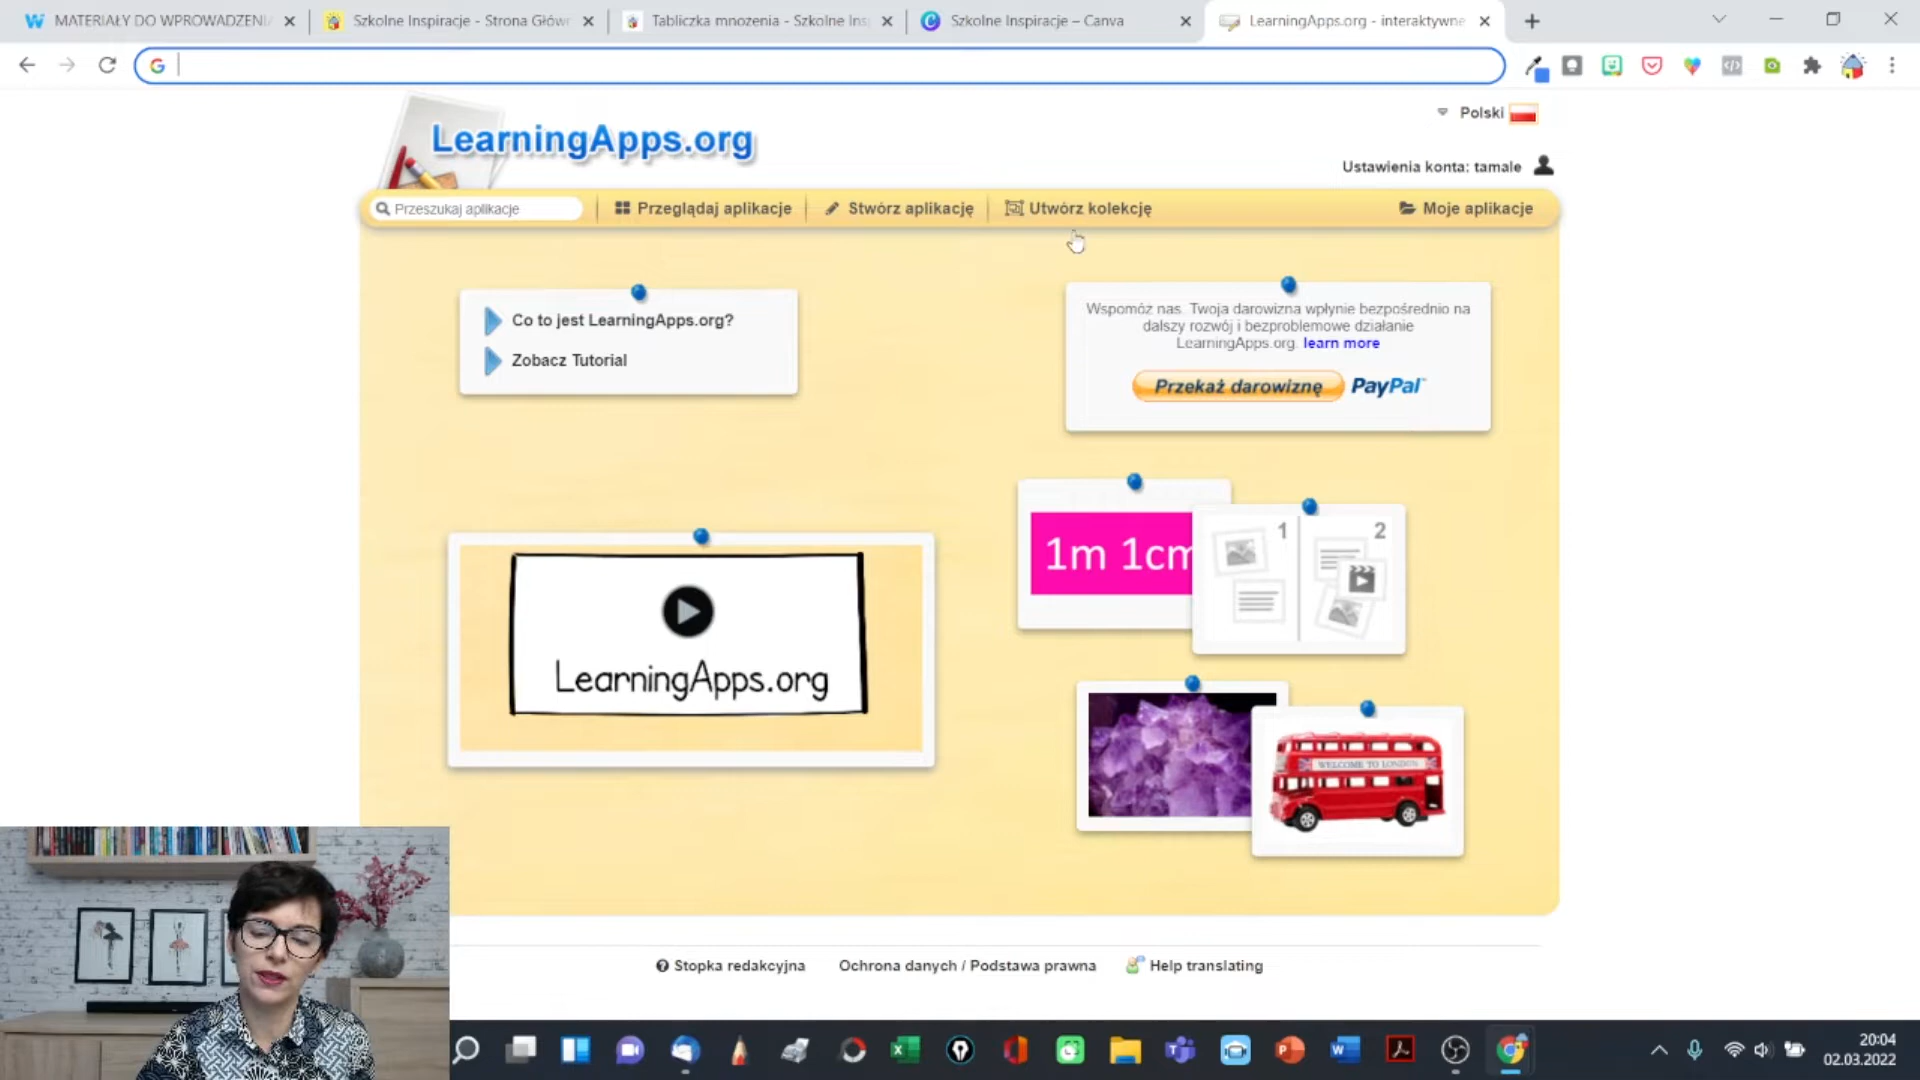 MATERIAŁY DO WPROWADZENI
Szkolne Inspiracje - Strona Główn
Tabliczka mnożenia - Szkolne Ins
Szkolne Inspiracje – Canva
LearningApps.org - interaktywne
LearningApps.org
Polski
Ustawienia konta: tamale
Przeszukaj aplikacje
Przeglądaj aplikacje
Stwórz aplikację
Utwórz kolekcję
Moje aplikacje
Co to jest LearningApps.org?
Zobacz Tutorial
Wspomóż nas. Twoja darowizna wpłynie bezpośrednio na
dalszy rozwój i bezproblemowe działanie
LearningApps.org. learn more
Przekaż darowiznę PayPal
1m 1cm
1
2
LearningApps.org
WELCOME TO LONDON
Stopka redakcyjna
Ochrona danych / Podstawa prawna
Help translating
20:04
02.03.2022